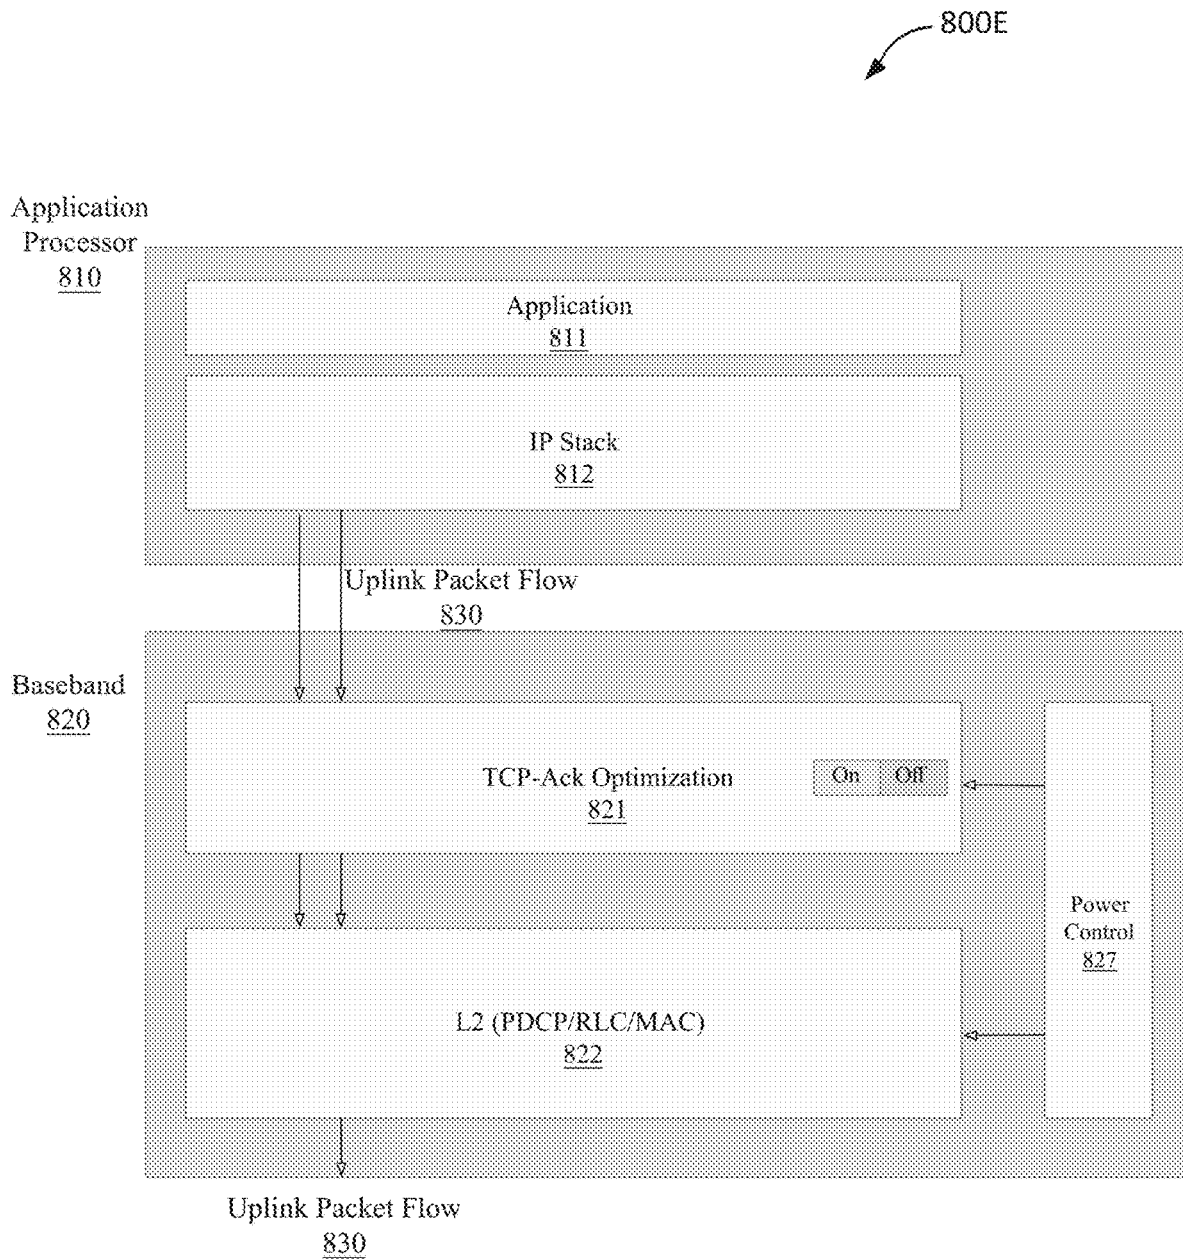 800E
Application
Processor
810
Application
811
IP Stack
812
Uplink Packet Flow
830
Baseband
820
TCP-Ack Optimization
821
On Off
Power
Control
827
L2 (PDCP/RLC/MAC)
822
Uplink Packet Flow
830